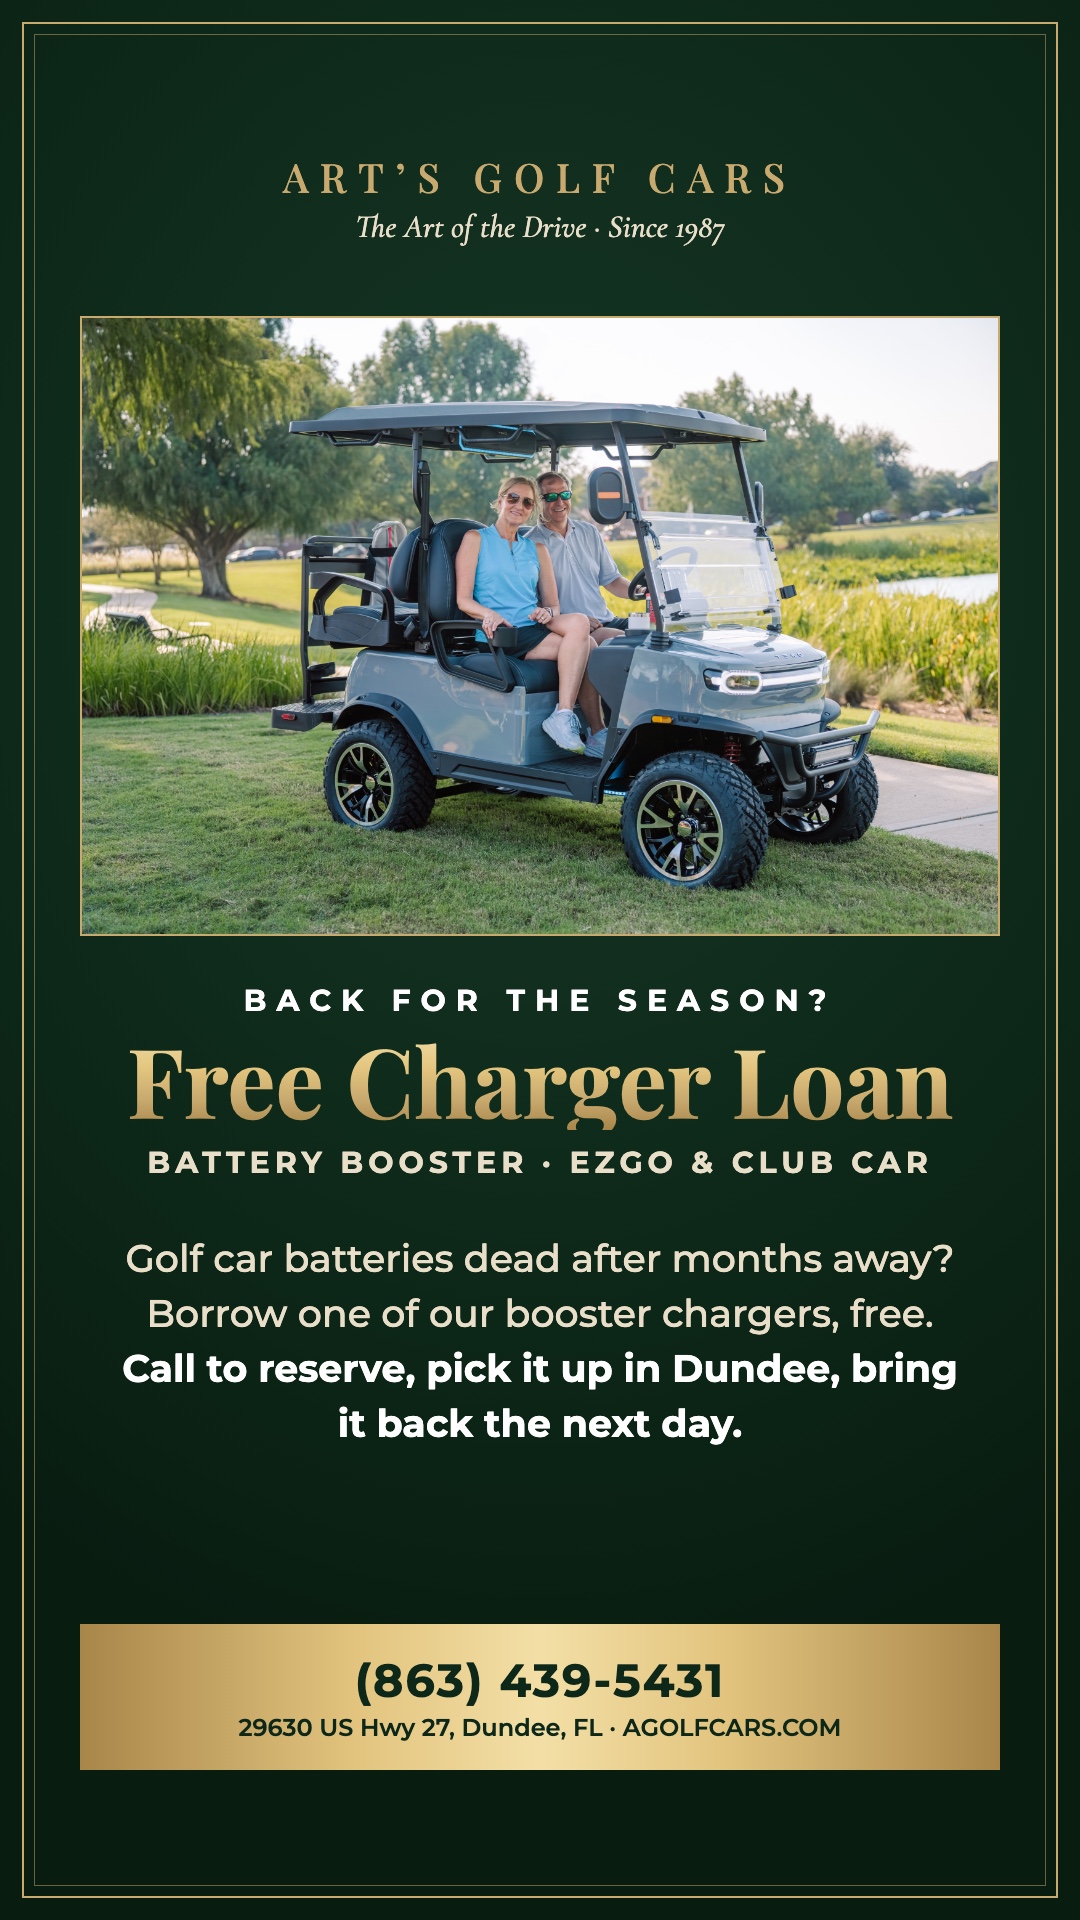 ART’S GOLF CARS
The Art of the Drive · Since 1987
BACK FOR THE SEASON?
Free Charger Loan
BATTERY BOOSTER · EZGO & CLUB CAR
Golf car batteries dead after months away?
Borrow one of our booster chargers, free.
Call to reserve, pick it up in Dundee, bring
it back the next day.
(863) 439-5431
29630 US Hwy 27, Dundee, FL · AGOLFCARS.COM